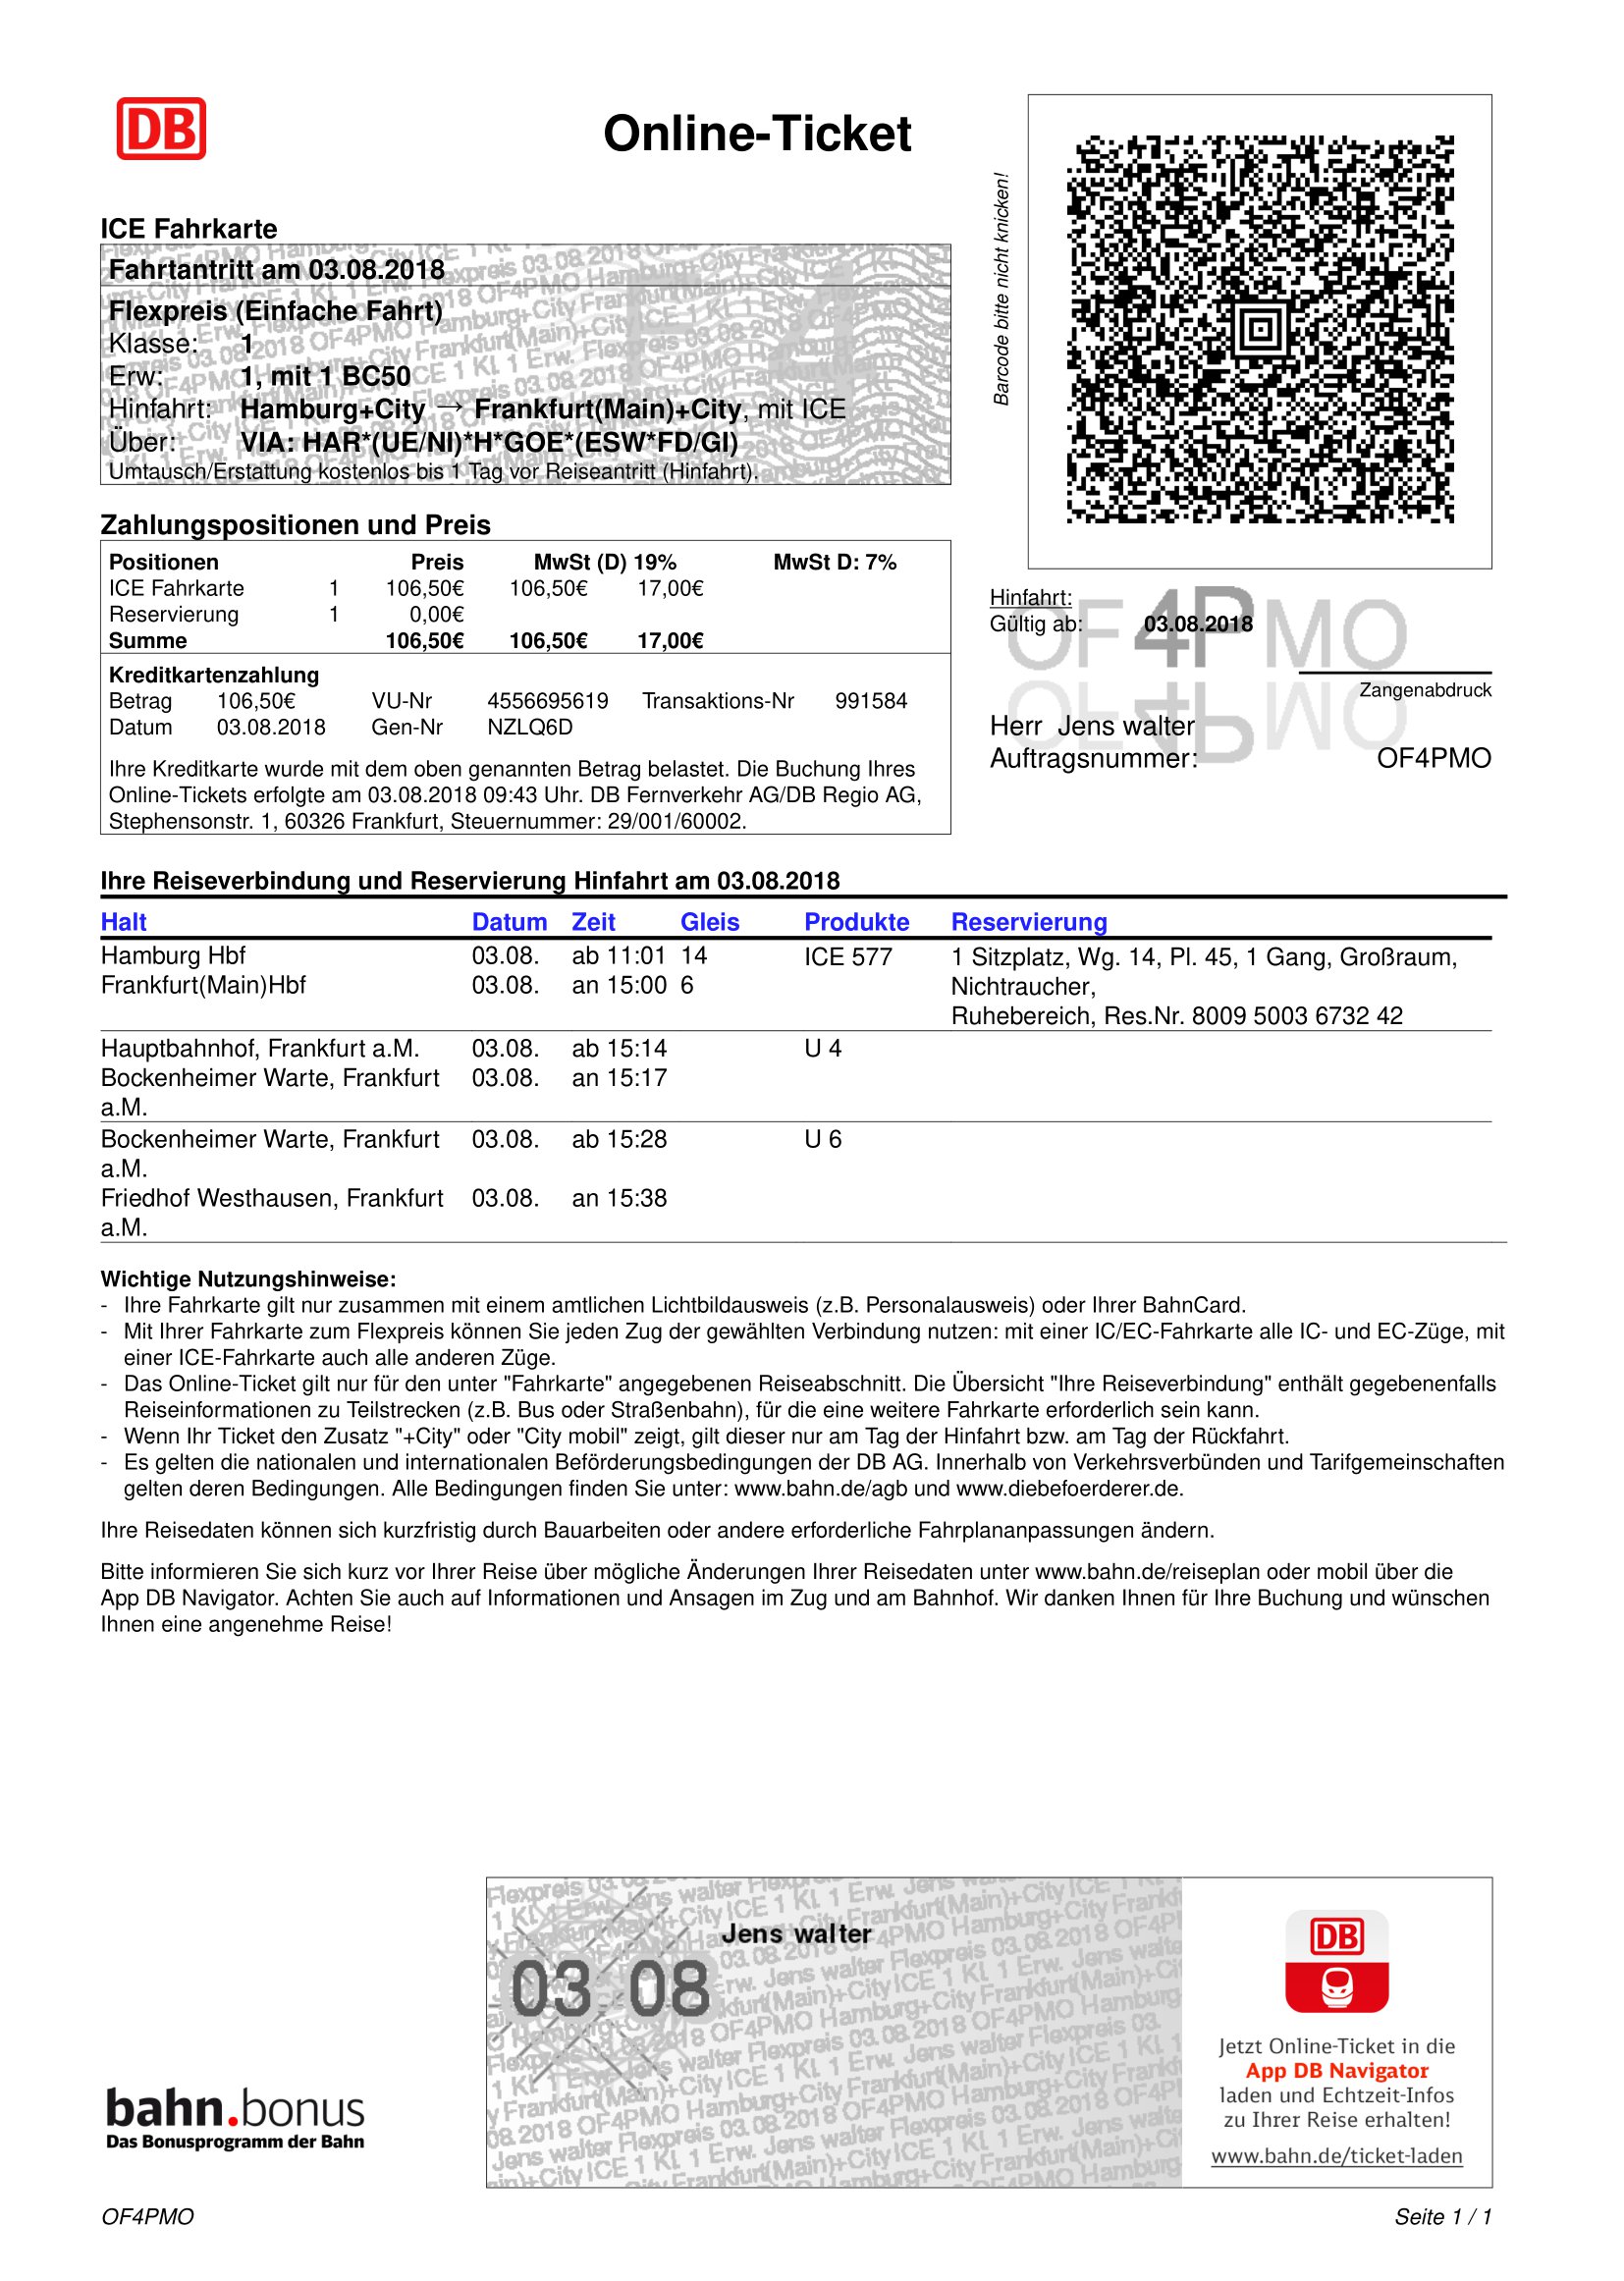 DB
Online-Ticket
Barcode bitte nicht knicken!
ICE Fahrkarte
Fahrtantritt am 03.08.2018
Flexpreis (Einfache Fahrt)
Klasse: 1
Erw: 1, mit 1 BC50
Hinfahrt: Hamburg+City → Frankfurt(Main)+City, mit ICE
Über: VIA: HAR*(UE/NI)*H*GOE*(ESW*FD/GI)
Umtausch/Erstattung kostenlos bis 1 Tag vor Reiseantritt (Hinfahrt).
Zahlungspositionen und Preis
Positionen Preis MwSt (D) 19% MwSt D: 7%
ICE Fahrkarte 1 106,50€ 106,50€ 17,00€
Reservierung 1 0,00€
Summe 106,50€ 106,50€ 17,00€
Kreditkartenzahlung
Betrag 106,50€ VU-Nr 4556695619 Transaktions-Nr 991584
Datum 03.08.2018 Gen-Nr NZLQ6D
Ihre Kreditkarte wurde mit dem oben genannten Betrag belastet. Die Buchung Ihres
Online-Tickets erfolgte am 03.08.2018 09:43 Uhr. DB Fernverkehr AG/DB Regio AG,
Stephensonstr. 1, 60326 Frankfurt, Steuernummer: 29/001/60002.
Hinfahrt:
Gültig ab: 03.08.2018
OF4PMO
Zangenabdruck
Herr Jens walter
Auftragsnummer: OF4PMO
Ihre Reiseverbindung und Reservierung Hinfahrt am 03.08.2018
Halt Datum Zeit Gleis Produkte Reservierung
Hamburg Hbf 03.08. ab 11:01 14 ICE 577 1 Sitzplatz, Wg. 14, Pl. 45, 1 Gang, Großraum,
Frankfurt(Main)Hbf 03.08. an 15:00 6 Nichtraucher,
Ruhebereich, Res.Nr. 8009 5003 6732 42
Hauptbahnhof, Frankfurt a.M. 03.08. ab 15:14 U 4
Bockenheimer Warte, Frankfurt 03.08. an 15:17
a.M.
Bockenheimer Warte, Frankfurt 03.08. ab 15:28 U 6
a.M.
Friedhof Westhausen, Frankfurt 03.08. an 15:38
a.M.
Wichtige Nutzungshinweise:
- Ihre Fahrkarte gilt nur zusammen mit einem amtlichen Lichtbildausweis (z.B. Personalausweis) oder Ihrer BahnCard.
- Mit Ihrer Fahrkarte zum Flexpreis können Sie jeden Zug der gewählten Verbindung nutzen: mit einer IC/EC-Fahrkarte alle IC- und EC-Züge, mit
einer ICE-Fahrkarte auch alle anderen Züge.
- Das Online-Ticket gilt nur für den unter "Fahrkarte" angegebenen Reiseabschnitt. Die Übersicht "Ihre Reiseverbindung" enthält gegebenenfalls
Reiseinformationen zu Teilstrecken (z.B. Bus oder Straßenbahn), für die eine weitere Fahrkarte erforderlich sein kann.
- Wenn Ihr Ticket den Zusatz "+City" oder "City mobil" zeigt, gilt dieser nur am Tag der Hinfahrt bzw. am Tag der Rückfahrt.
- Es gelten die nationalen und internationalen Beförderungsbedingungen der DB AG. Innerhalb von Verkehrsverbünden und Tarifgemeinschaften
gelten deren Bedingungen. Alle Bedingungen finden Sie unter: www.bahn.de/agb und www.diebefoerderer.de.
Ihre Reisedaten können sich kurzfristig durch Bauarbeiten oder andere erforderliche Fahrplananpassungen ändern.
Bitte informieren Sie sich kurz vor Ihrer Reise über mögliche Änderungen Ihrer Reisedaten unter www.bahn.de/reiseplan oder mobil über die
App DB Navigator. Achten Sie auch auf Informationen und Ansagen im Zug und am Bahnhof. Wir danken Ihnen für Ihre Buchung und wünschen
Ihnen eine angenehme Reise!
Jens walter
03 08
DB
Jetzt Online-Ticket in die
App DB Navigator
laden und Echtzeit-Infos
zu Ihrer Reise erhalten!
www.bahn.de/ticket-laden
bahn.bonus
Das Bonusprogramm der Bahn
OF4PMO Seite 1 / 1